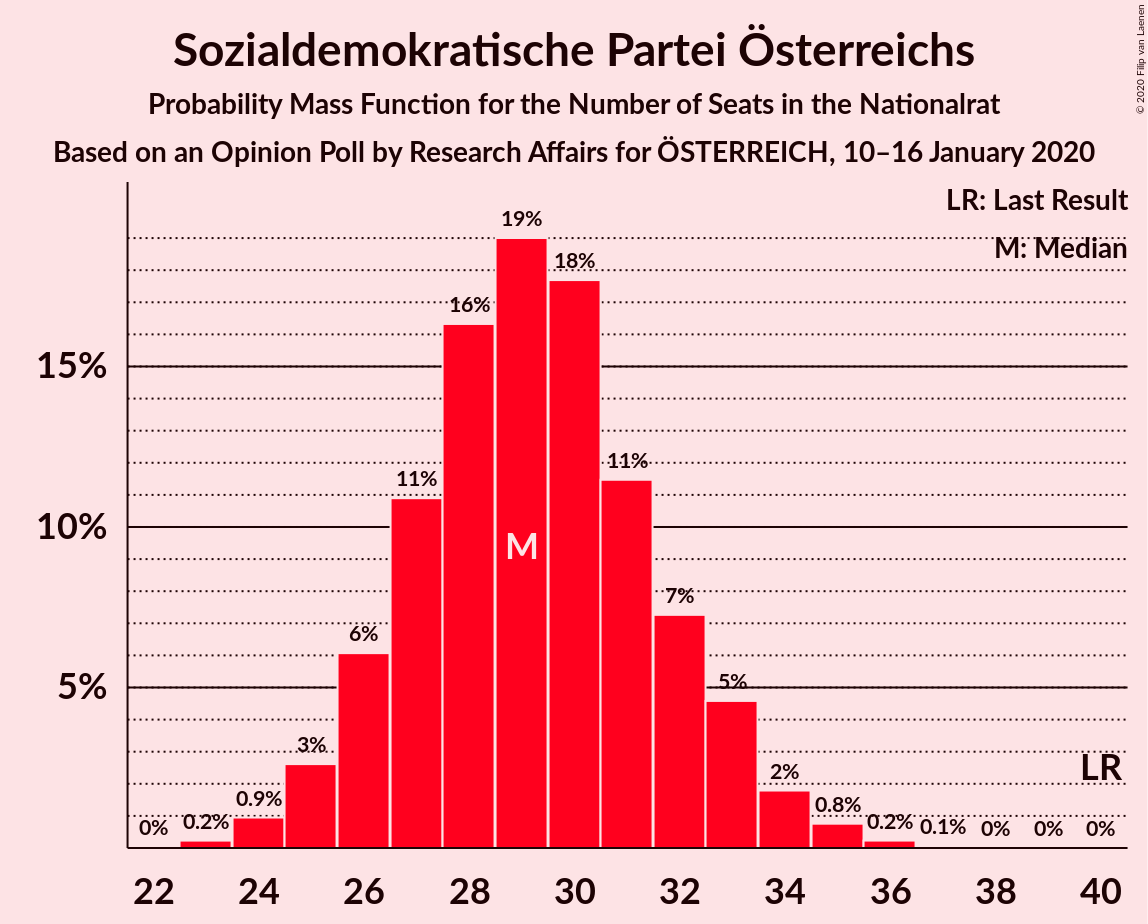 Sozialdemokratische Partei Österreichs
Probability Mass Function for the Number of Seats in the Nationalrat
Based on an Opinion Poll by Research Affairs for ÖSTERREICH, 10–16 January 2020
© 2020 Filip van Laenen
LR: Last Result
M: Median
15%
10%
5%
0%
0.2%
0.9%
3%
6%
11%
16%
19%
18%
11%
7%
5%
2%
0.8%
0.2%
0.1%
0%
0%
0%
M
LR
22 24 26 28 30 32 34 36 38 40